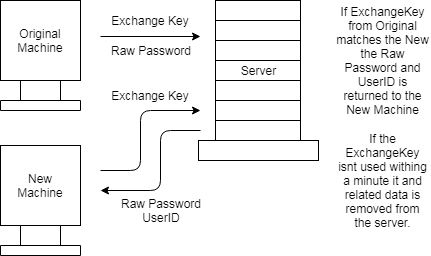 Original
Machine
Exchange Key
Raw Password
Server
Exchange Key
New
Machine
Raw Password
UserID
If ExchangeKey
from Original
matches the New
the Raw
Password and
UserID is
returned to the
New Machine
If the
ExchangeKey
isnt used withing
a minute it and
related data is
removed from
the server.